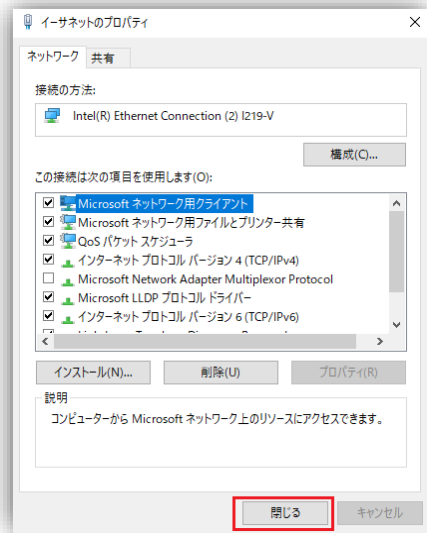 イーサネットのプロパティ
ネットワーク 共有
接続の方法:
Intel(R) Ethernet Connection (2) I219-V
構成(C)...
この接続は次の項目を使用します(O):
Microsoft ネットワーク用クライアント
Microsoft ネットワーク用ファイルとプリンター共有
QoS パケット スケジューラ
インターネット プロトコル バージョン 4 (TCP/IPv4)
Microsoft Network Adapter Multiplexor Protocol
Microsoft LLDP プロトコル ドライバー
インターネット プロトコル バージョン 6 (TCP/IPv6)
インストール(N)... 削除(U) プロパティ(R)
説明
コンピューターから Microsoft ネットワーク上のリソースにアクセスできます。
閉じる キャンセル